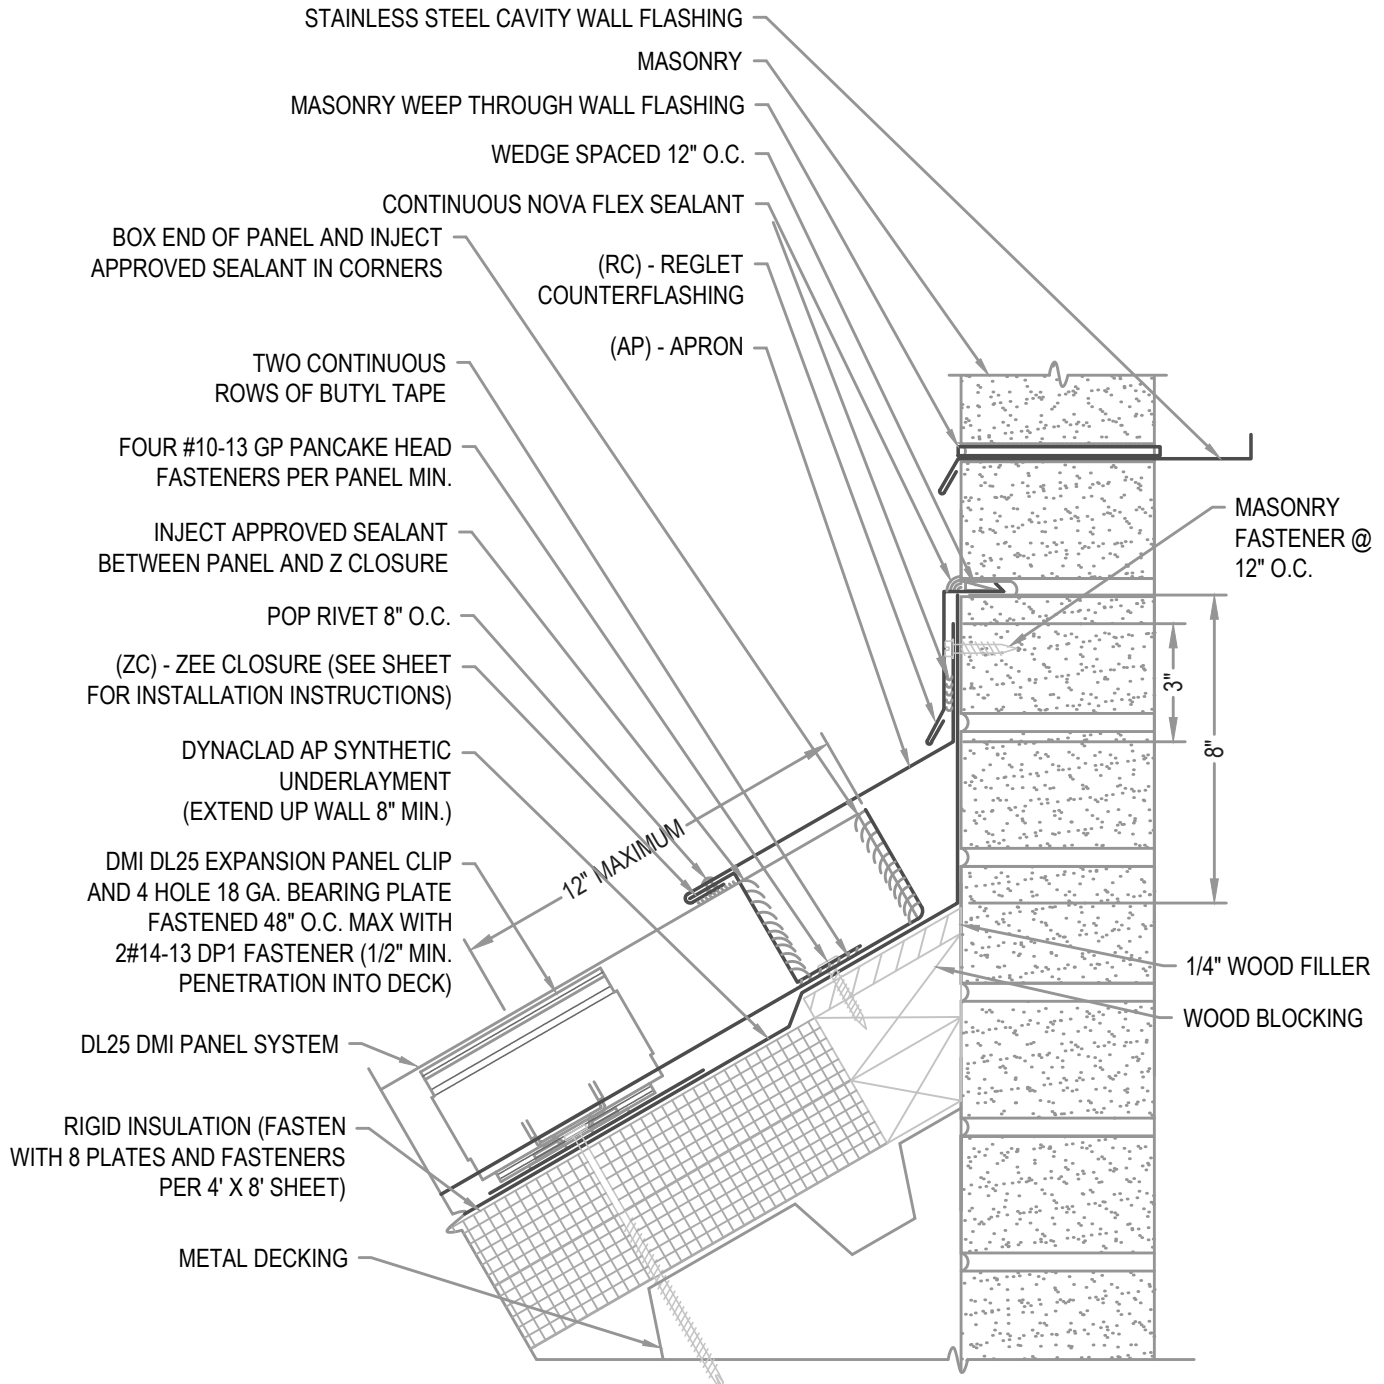 STAINLESS STEEL CAVITY WALL FLASHING
MASONRY
MASONRY WEEP THROUGH WALL FLASHING
WEDGE SPACED 12" O.C.
CONTINUOUS NOVA FLEX SEALANT
BOX END OF PANEL AND INJECT
APPROVED SEALANT IN CORNERS
(RC) - REGLET
COUNTERFLASHING
(AP) - APRON
TWO CONTINUOUS
ROWS OF BUTYL TAPE
FOUR #10-13 GP PANCAKE HEAD
FASTENERS PER PANEL MIN.
INJECT APPROVED SEALANT
BETWEEN PANEL AND Z CLOSURE
POP RIVET 8" O.C.
(ZC) - ZEE CLOSURE (SEE SHEET
FOR INSTALLATION INSTRUCTIONS)
DYNACLAD AP SYNTHETIC
UNDERLAYMENT
(EXTEND UP WALL 8" MIN.)
DMI DL25 EXPANSION PANEL CLIP
AND 4 HOLE 18 GA. BEARING PLATE
FASTENED 48" O.C. MAX WITH
2#14-13 DP1 FASTENER (1/2" MIN.
PENETRATION INTO DECK)
DL25 DMI PANEL SYSTEM
RIGID INSULATION (FASTEN
WITH 8 PLATES AND FASTENERS
PER 4' X 8' SHEET)
METAL DECKING
12" MAXIMUM
MASONRY
FASTENER @
12" O.C.
3"
8"
1/4" WOOD FILLER
WOOD BLOCKING